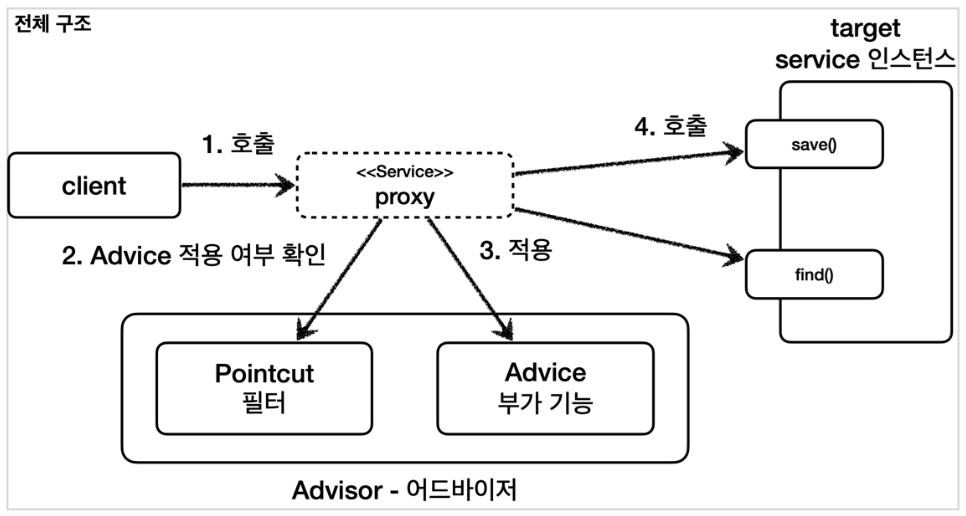 전체 구조
target
service 인스턴스
1. 호출
4. 호출
save()
client
<<Service>>
proxy
2. Advice 적용 여부 확인
3. 적용
find()
Pointcut
필터
Advice
부가 기능
Advisor - 어드바이저